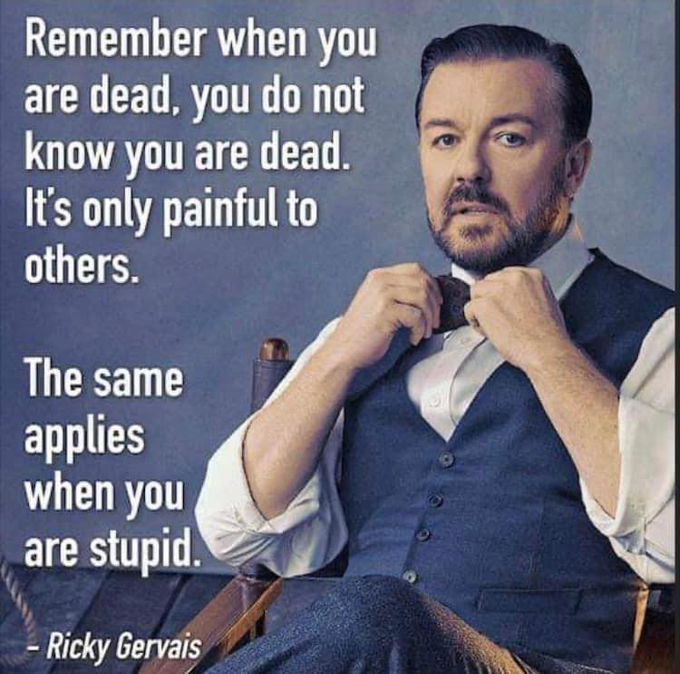 Remember when you
are dead, you do not
know you are dead.
It's only painful to
others.
The same
applies
when you
are stupid.
- Ricky Gervais